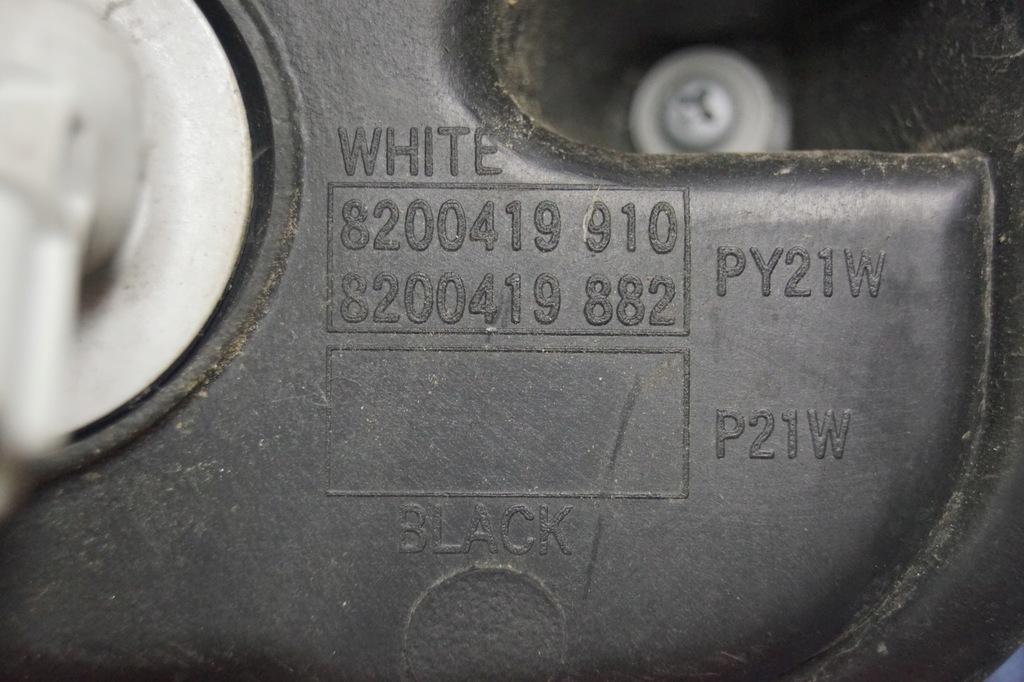 WHITE
8200419 910
8200419 882
PY21W
P21W
BLACK